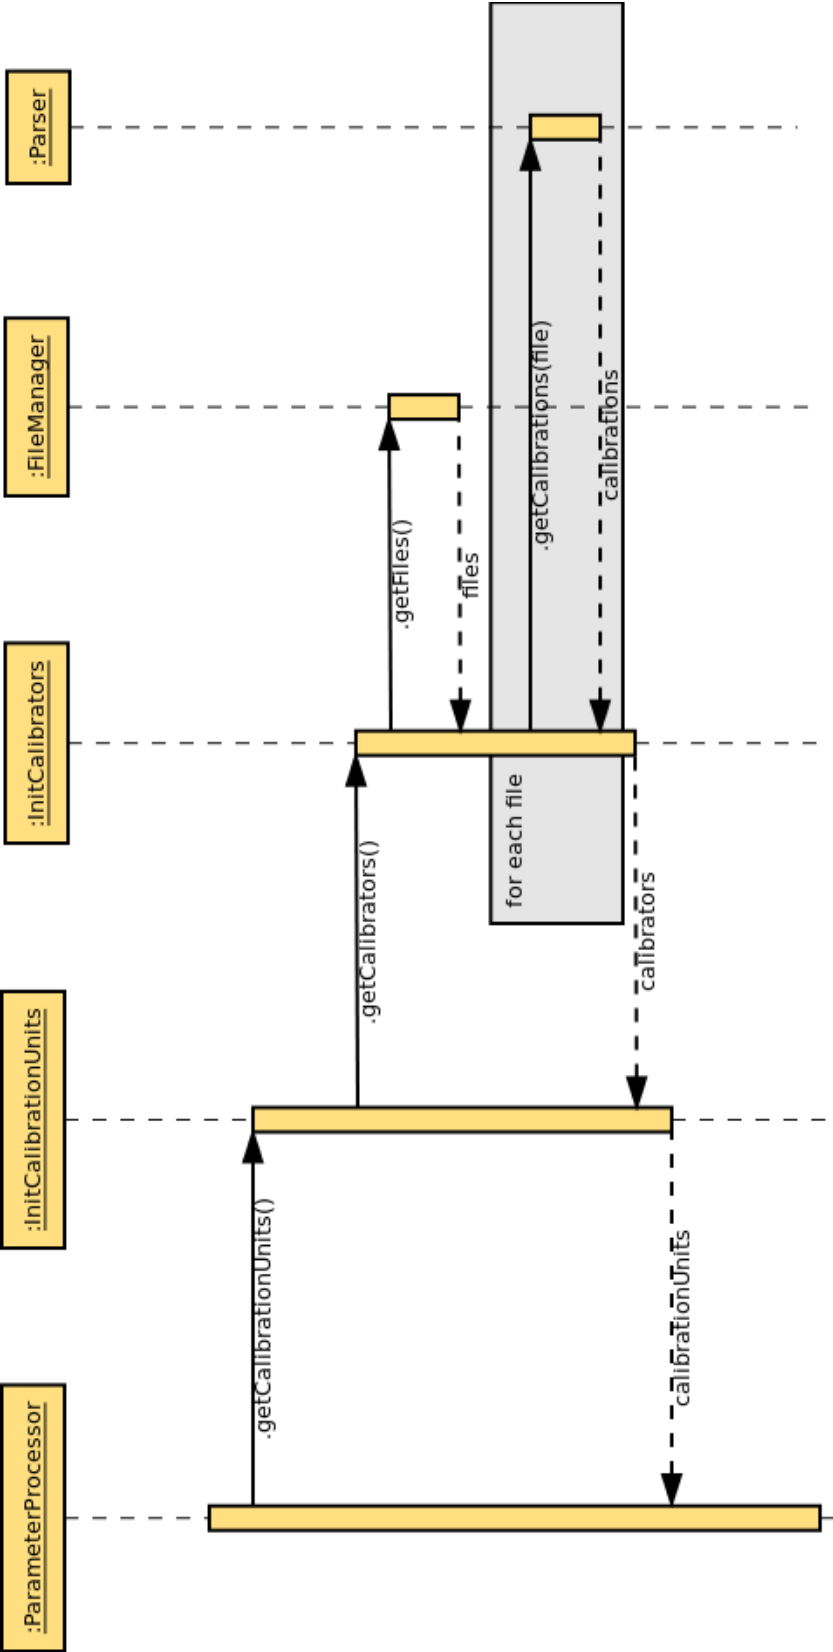 :ParameterProcessor
:InitCalibrationUnits
:InitCalibrators
:FileManager
:Parser
.getCalibrationUnits()
.getCalibrators()
.getFiles()
files
for each file
.getCalibrations(file)
calibrations
calibrators
calibrationUnits